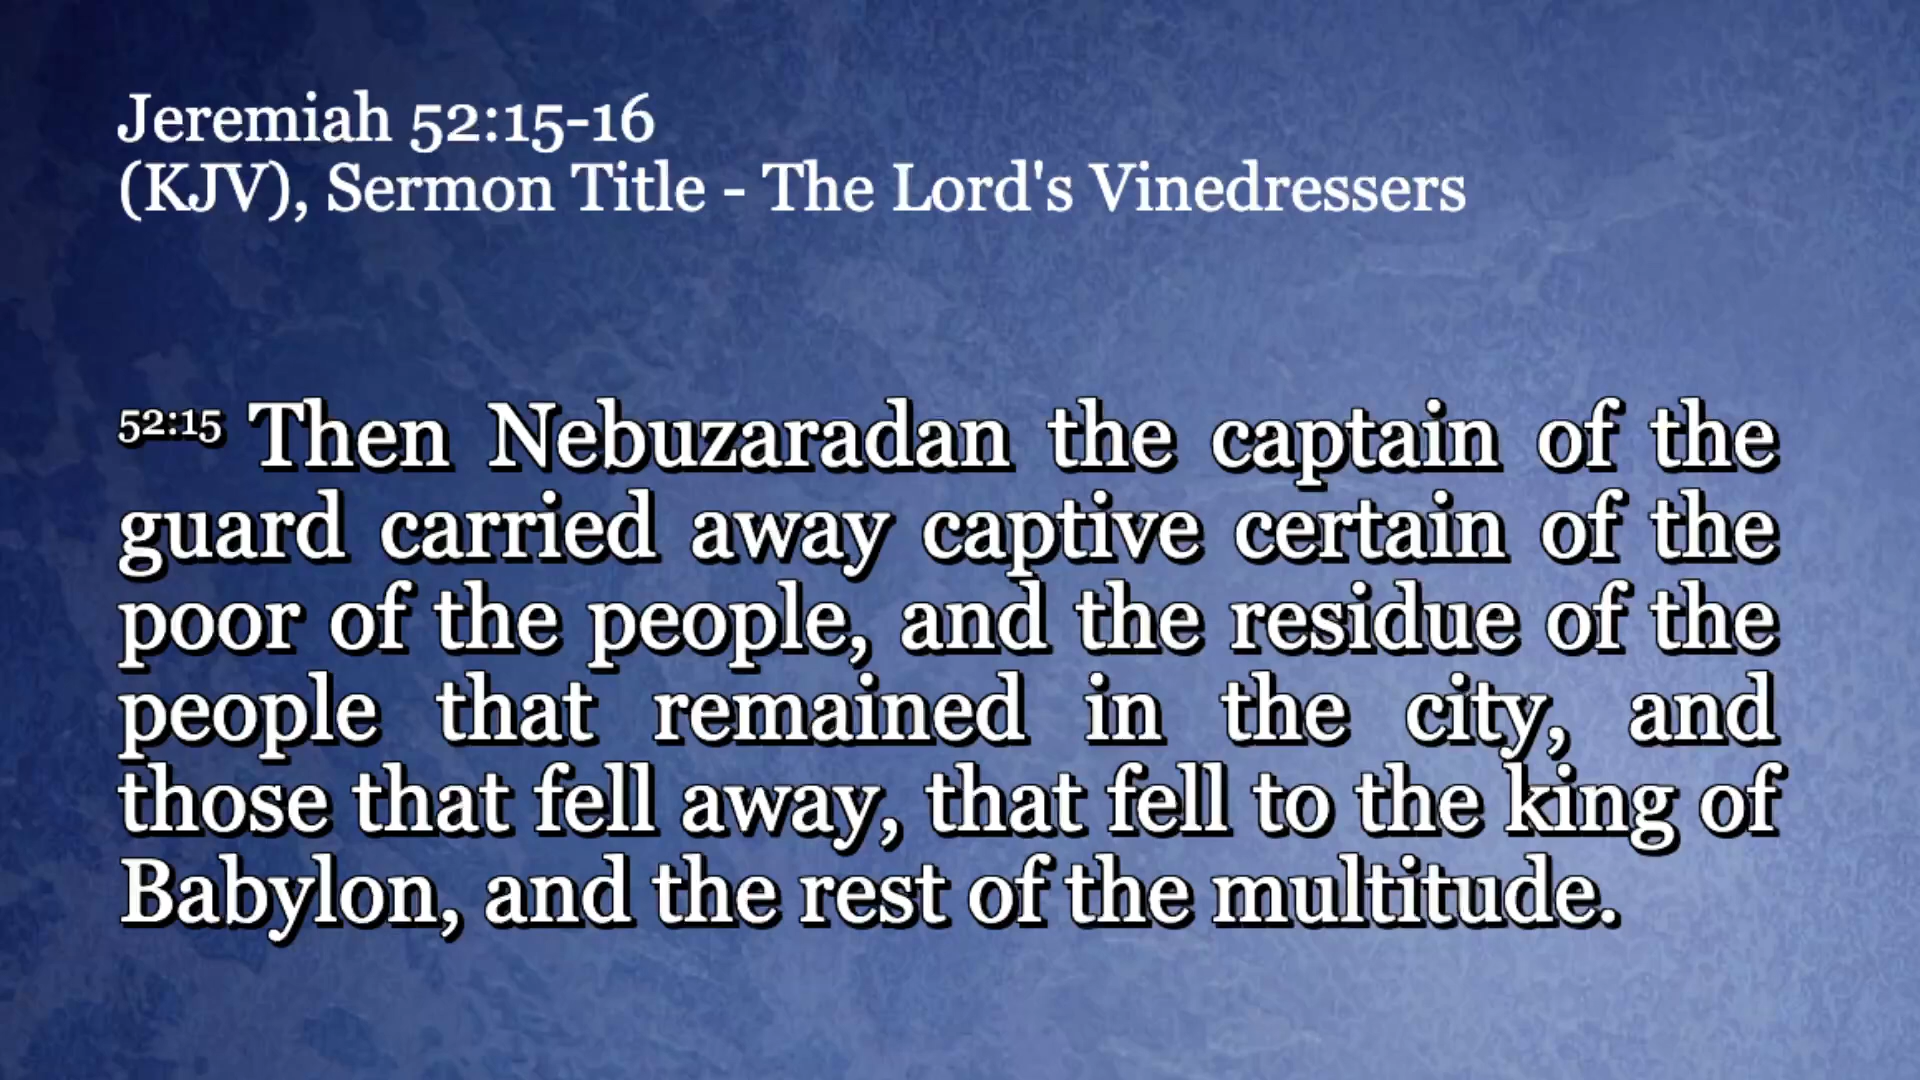 Jeremiah 52:15-16
(KJV), Sermon Title - The Lord's Vinedressers
52:15 Then Nebuzaradan the captain of the
guard carried away captive certain of the
poor of the people, and the residue of the
people that remained in the city, and
those that fell away, that fell to the king of
Babylon, and the rest of the multitude.